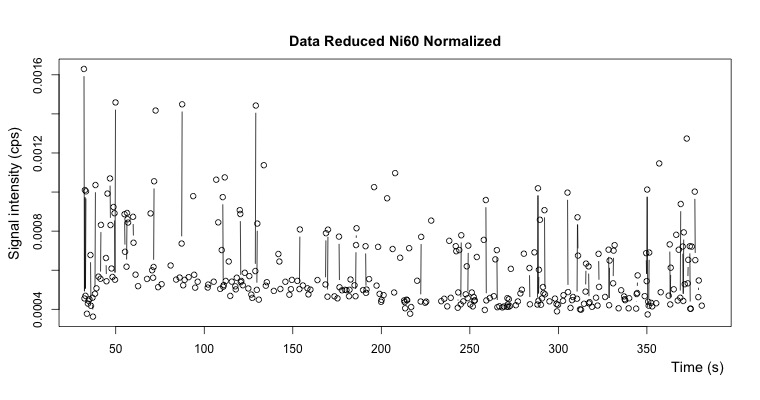 Data Reduced Ni60 Normalized
Signal intensity (cps)
0.0016
0.0012
0.0008
0.0004
50 100 150 200 250 300 350
Time (s)